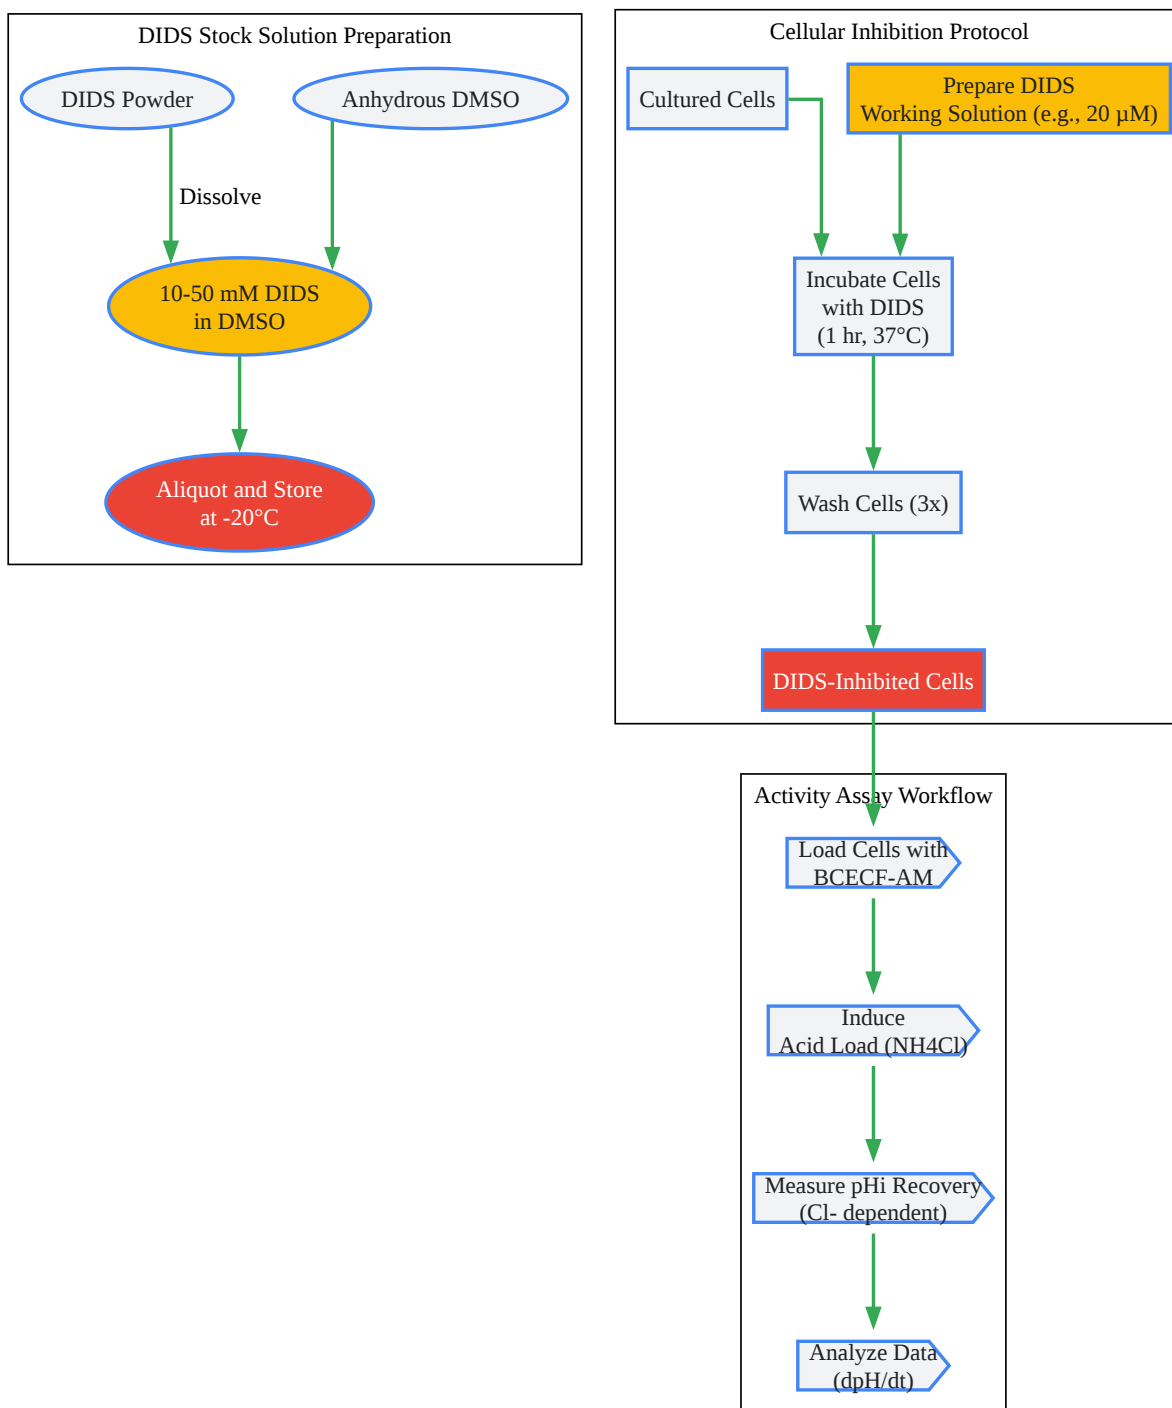 DIDS Stock Solution Preparation
DIDS Powder
Anhydrous DMSO
Dissolve
10-50 mM DIDS
in DMSO
Aliquot and Store
at -20°C
Cellular Inhibition Protocol
Cultured Cells
Prepare DIDS
Working Solution (e.g., 20 µM)
Incubate Cells
with DIDS
(1 hr, 37°C)
Wash Cells (3x)
DIDS-Inhibited Cells
Activity Assay Workflow
Load Cells with
BCECF-AM
Induce
Acid Load (NH4Cl)
Measure pHi Recovery
(Cl- dependent)
Analyze Data
(dpH/dt)